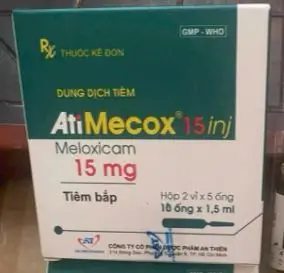 GMP - WHO
Rx THUỐC KÊ ĐƠN
DUNG DỊCH TIÊM
AtiMecox® 15 inj
Meloxicam
15 mg
Tiêm bắp
Hộp 2 vỉ x 5 ống
10 ống x 1,5 ml
CÔNG TY CỔ PHẦN DƯỢC PHẨM AN THIÊN